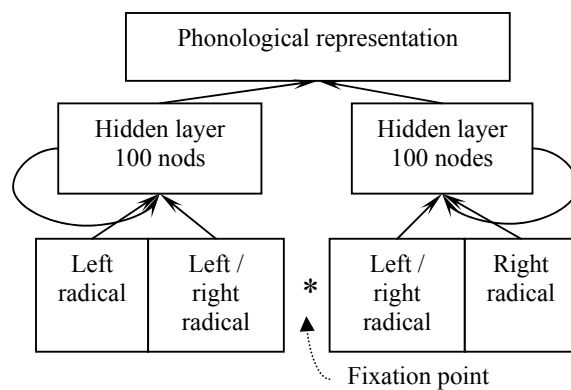 Phonological representation
Hidden layer
100 nods
Hidden layer
100 nodes
Left
radical
Left /
right
radical
*
Left /
right
radical
Right
radical
Fixation point